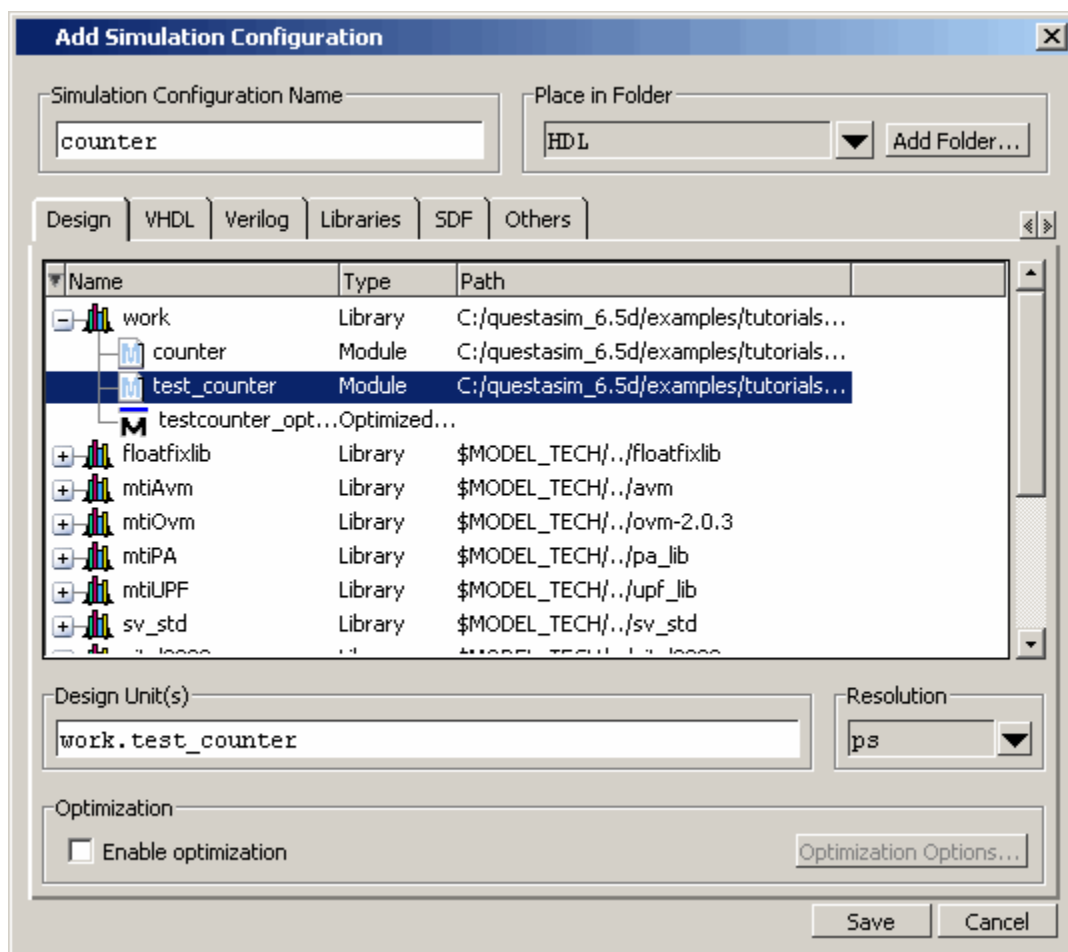 Add Simulation Configuration
Simulation Configuration Name
Place in Folder
counter
HDL
Add Folder...
Design VHDL Verilog Libraries SDF Others
Name Type Path
work Library C:/questasim_6.5d/examples/tutorials...
counter Module C:/questasim_6.5d/examples/tutorials...
test_counter Module C:/questasim_6.5d/examples/tutorials...
testcounter_opt...Optimized...
floatfixlib Library $MODEL_TECH/../floatfixlib
mtiAvm Library $MODEL_TECH/../avm
mtiOvm Library $MODEL_TECH/../ovm-2.0.3
mtiPA Library $MODEL_TECH/../pa_lib
mtiUPF Library $MODEL_TECH/../upf_lib
sv_std Library $MODEL_TECH/../sv_std
Design Unit(s)
Resolution
work.test_counter
ps
Optimization
Enable optimization
Optimization Options...
Save Cancel